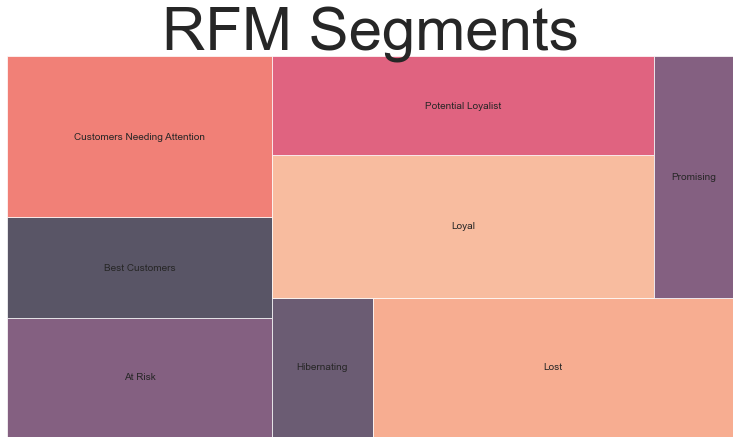 RFM Segments
Customers Needing Attention
Potential Loyalist
Promising
Loyal
Best Customers
Hibernating
Lost
At Risk